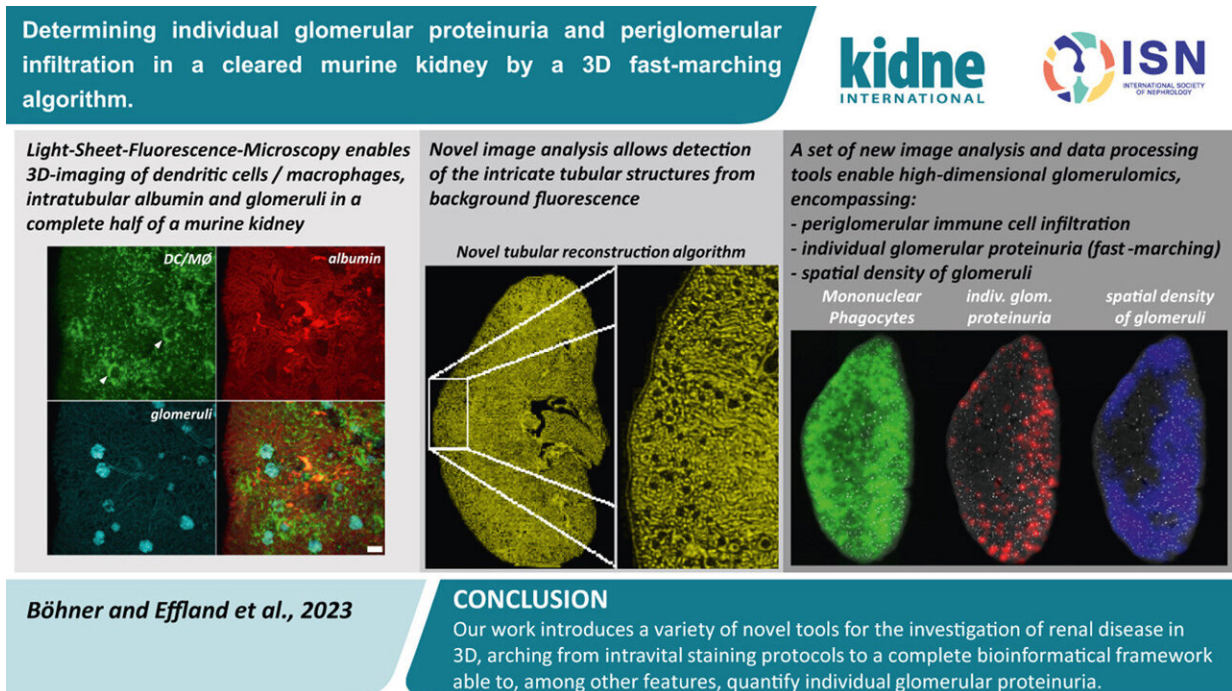 Determining individual glomerular proteinuria and periglomerular
infiltration in a cleared murine kidney by a 3D fast-marching
algorithm.
kidne
INTERNATIONAL
ISN
INTERNATIONAL SOCIETY
OF NEPHROLOGY
Light-Sheet-Fluorescence-Microscopy enables
3D-imaging of dendritic cells / macrophages,
intratubular albumin and glomeruli in a
complete half of a murine kidney
DC/MØ
albumin
glomeruli
Novel image analysis allows detection
of the intricate tubular structures from
background fluorescence
Novel tubular reconstruction algorithm
A set of new image analysis and data processing
tools enable high-dimensional glomerulomics,
encompassing:
- periglomerular immune cell infiltration
- individual glomerular proteinuria (fast-marching)
- spatial density of glomeruli
Mononuclear
Phagocytes
indiv. glom.
proteinuria
spatial density
of glomeruli
Böhner and Effland et al., 2023
CONCLUSION
Our work introduces a variety of novel tools for the investigation of renal disease in
3D, arching from intravital staining protocols to a complete bioinformatical framework
able to, among other features, quantify individual glomerular proteinuria.